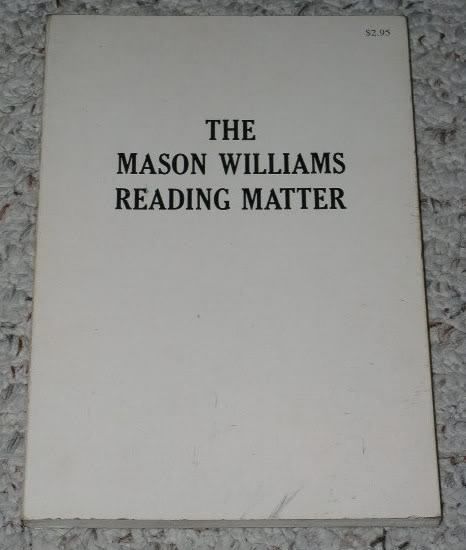 $2.95
THE
MASON WILLIAMS
READING MATTER